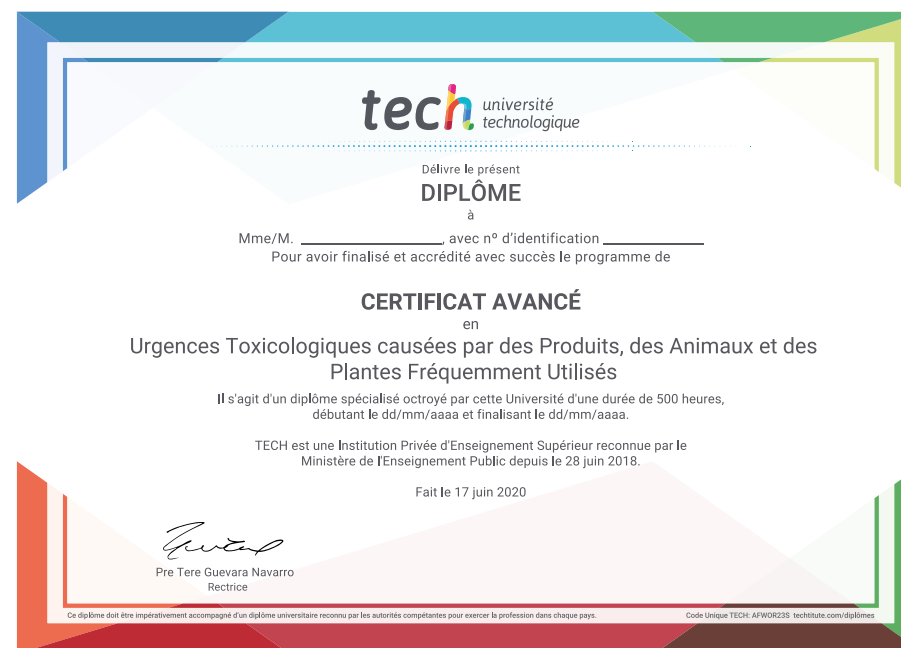 tech université
technologique
Délivre le présent
DIPLÔME
à
Mme/M. ____________________, avec nº d'identification ______________
Pour avoir finalisé et accrédité avec succès le programme de
CERTIFICAT AVANCÉ
en
Urgences Toxicologiques causées par des Produits, des Animaux et des
Plantes Fréquemment Utilisés
Il s'agit d'un diplôme spécialisé octroyé par cette Université d'une durée de 500 heures,
débutant le dd/mm/aaaa et finalisant le dd/mm/aaaa.
TECH est une Institution Privée d'Enseignement Supérieur reconnue par le
Ministère de l'Enseignement Public depuis le 28 juin 2018.
Fait le 17 juin 2020
Pre Tere Guevara Navarro
Rectrice
Ce diplôme doit être impérativement accompagné d'un diplôme universitaire reconnu par les autorités compétentes pour exercer la profession dans chaque pays.
Code Unique TECH: AFWOR23S techtitute.com/diplômes